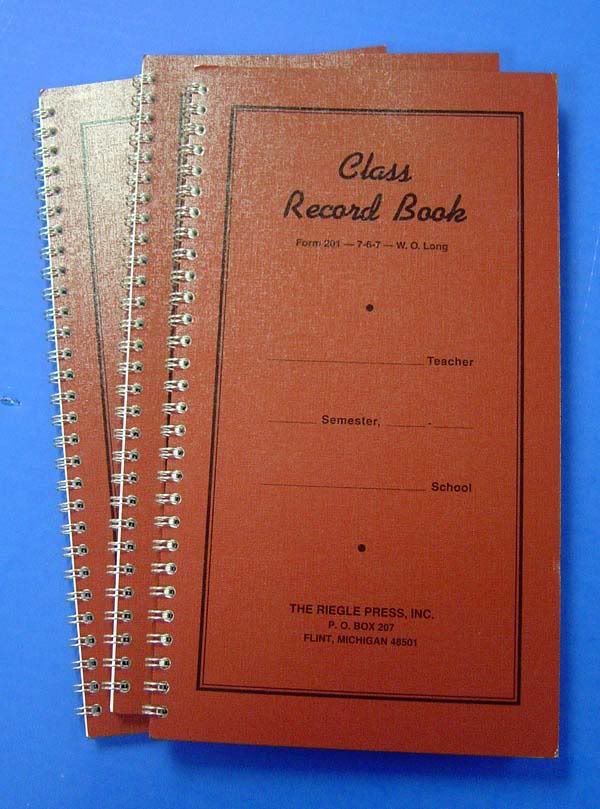 Class
Record Book
Form 201 — 7-6-7 — W. O. Long
Teacher
Semester, -
School
THE RIEGLE PRESS, INC.
P. O. BOX 207
FLINT, MICHIGAN 48501